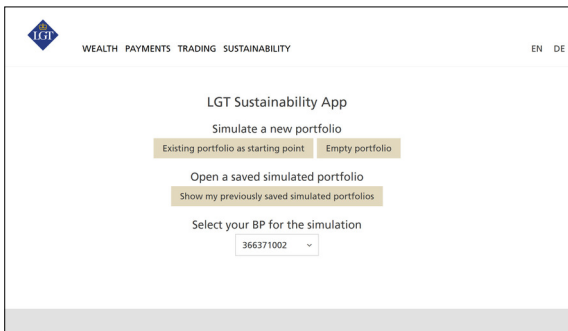 LGT
WEALTH PAYMENTS TRADING SUSTAINABILITY EN DE
LGT Sustainability App
Simulate a new portfolio
Existing portfolio as starting point Empty portfolio
Open a saved simulated portfolio
Show my previously saved simulated portfolios
Select your BP for the simulation
366371002